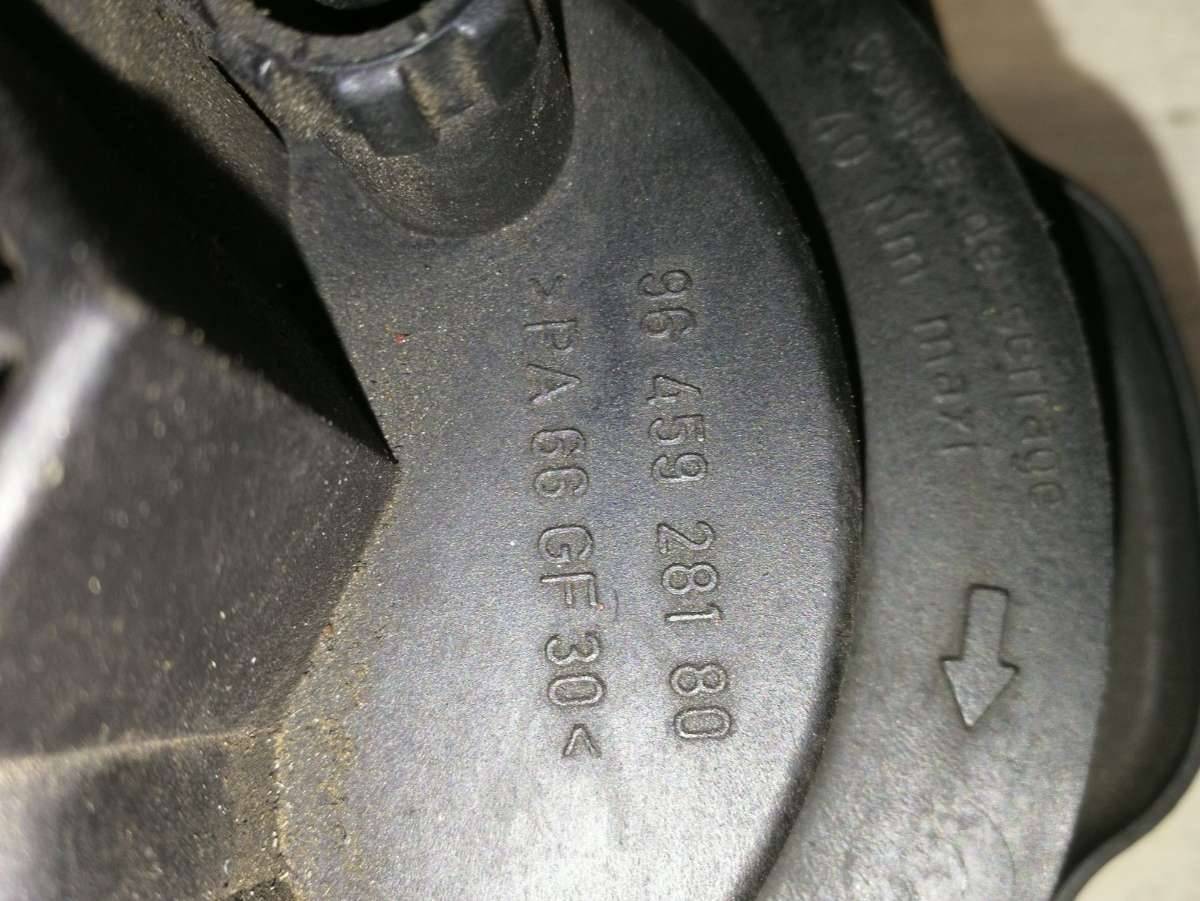 couple de serrage
40 Nm maxi
96 459 281 80
>PA 66 GF 30<